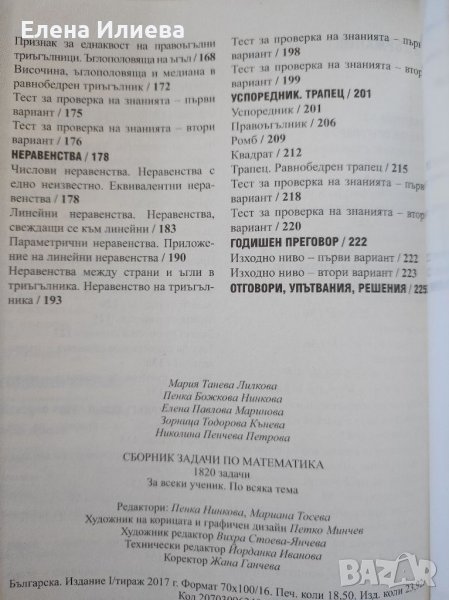 Елена Илиева
Признак за еднаквост на правоъгълни
триъгълници. Ъглополовяща на ъгъл / 168
Височина, ъглополовяща и медиана в
равнобедрен триъгълник / 172
Тест за проверка на знанията – първи
вариант / 175
Тест за проверка на знанията – втори
вариант / 176
НЕРАВЕНСТВА / 178
Числови неравенства. Неравенства с
едно неизвестно. Еквивалентни нера-
венства / 178
Линейни неравенства. Неравенства,
свеждащи се към линейни / 183
Параметрични неравенства. Приложе-
ние на линейни неравенства / 190
Неравенства между страни и ъгли в
триъгълника. Неравенство на триъгъл-
ника / 193
Тест за проверка на знанията – първи
вариант / 198
Тест за проверка на знанията – втори
вариант / 199
УСПОРЕДНИК. ТРАПЕЦ / 201
Успоредник / 201
Правоъгълник / 206
Ромб / 209
Квадрат / 212
Трапец. Равнобедрен трапец / 215
Тест за проверка на знанията – първи
вариант / 218
Тест за проверка на знанията – втори
вариант / 220
ГОДИШЕН ПРЕГОВОР / 222
Изходно ниво – първи вариант / 222
Изходно ниво – втори вариант / 223
ОТГОВОРИ, УПЪТВАНИЯ, РЕШЕНИЯ / 225
Мария Танева Лилкова
Пенка Божкова Нинкова
Елена Павлова Маринова
Зорница Тодорова Кънева
Николина Пенчева Петрова
СБОРНИК ЗАДАЧИ ПО МАТЕМАТИКА
1820 задачи
За всеки ученик. По всяка тема
Редактори: Пенка Нинкова, Мариана Тосева
Художник на корицата и графичен дизайн Петко Минчев
Художник редактор Вихра Стоева-Янчева
Технически редактор Йорданка Иванова
Коректор Жана Ганчева
Българска. Издание I/тираж 2017 г. Формат 70x100/16. Печ. коли 18,50. Изд. коли
Код
BAZAR